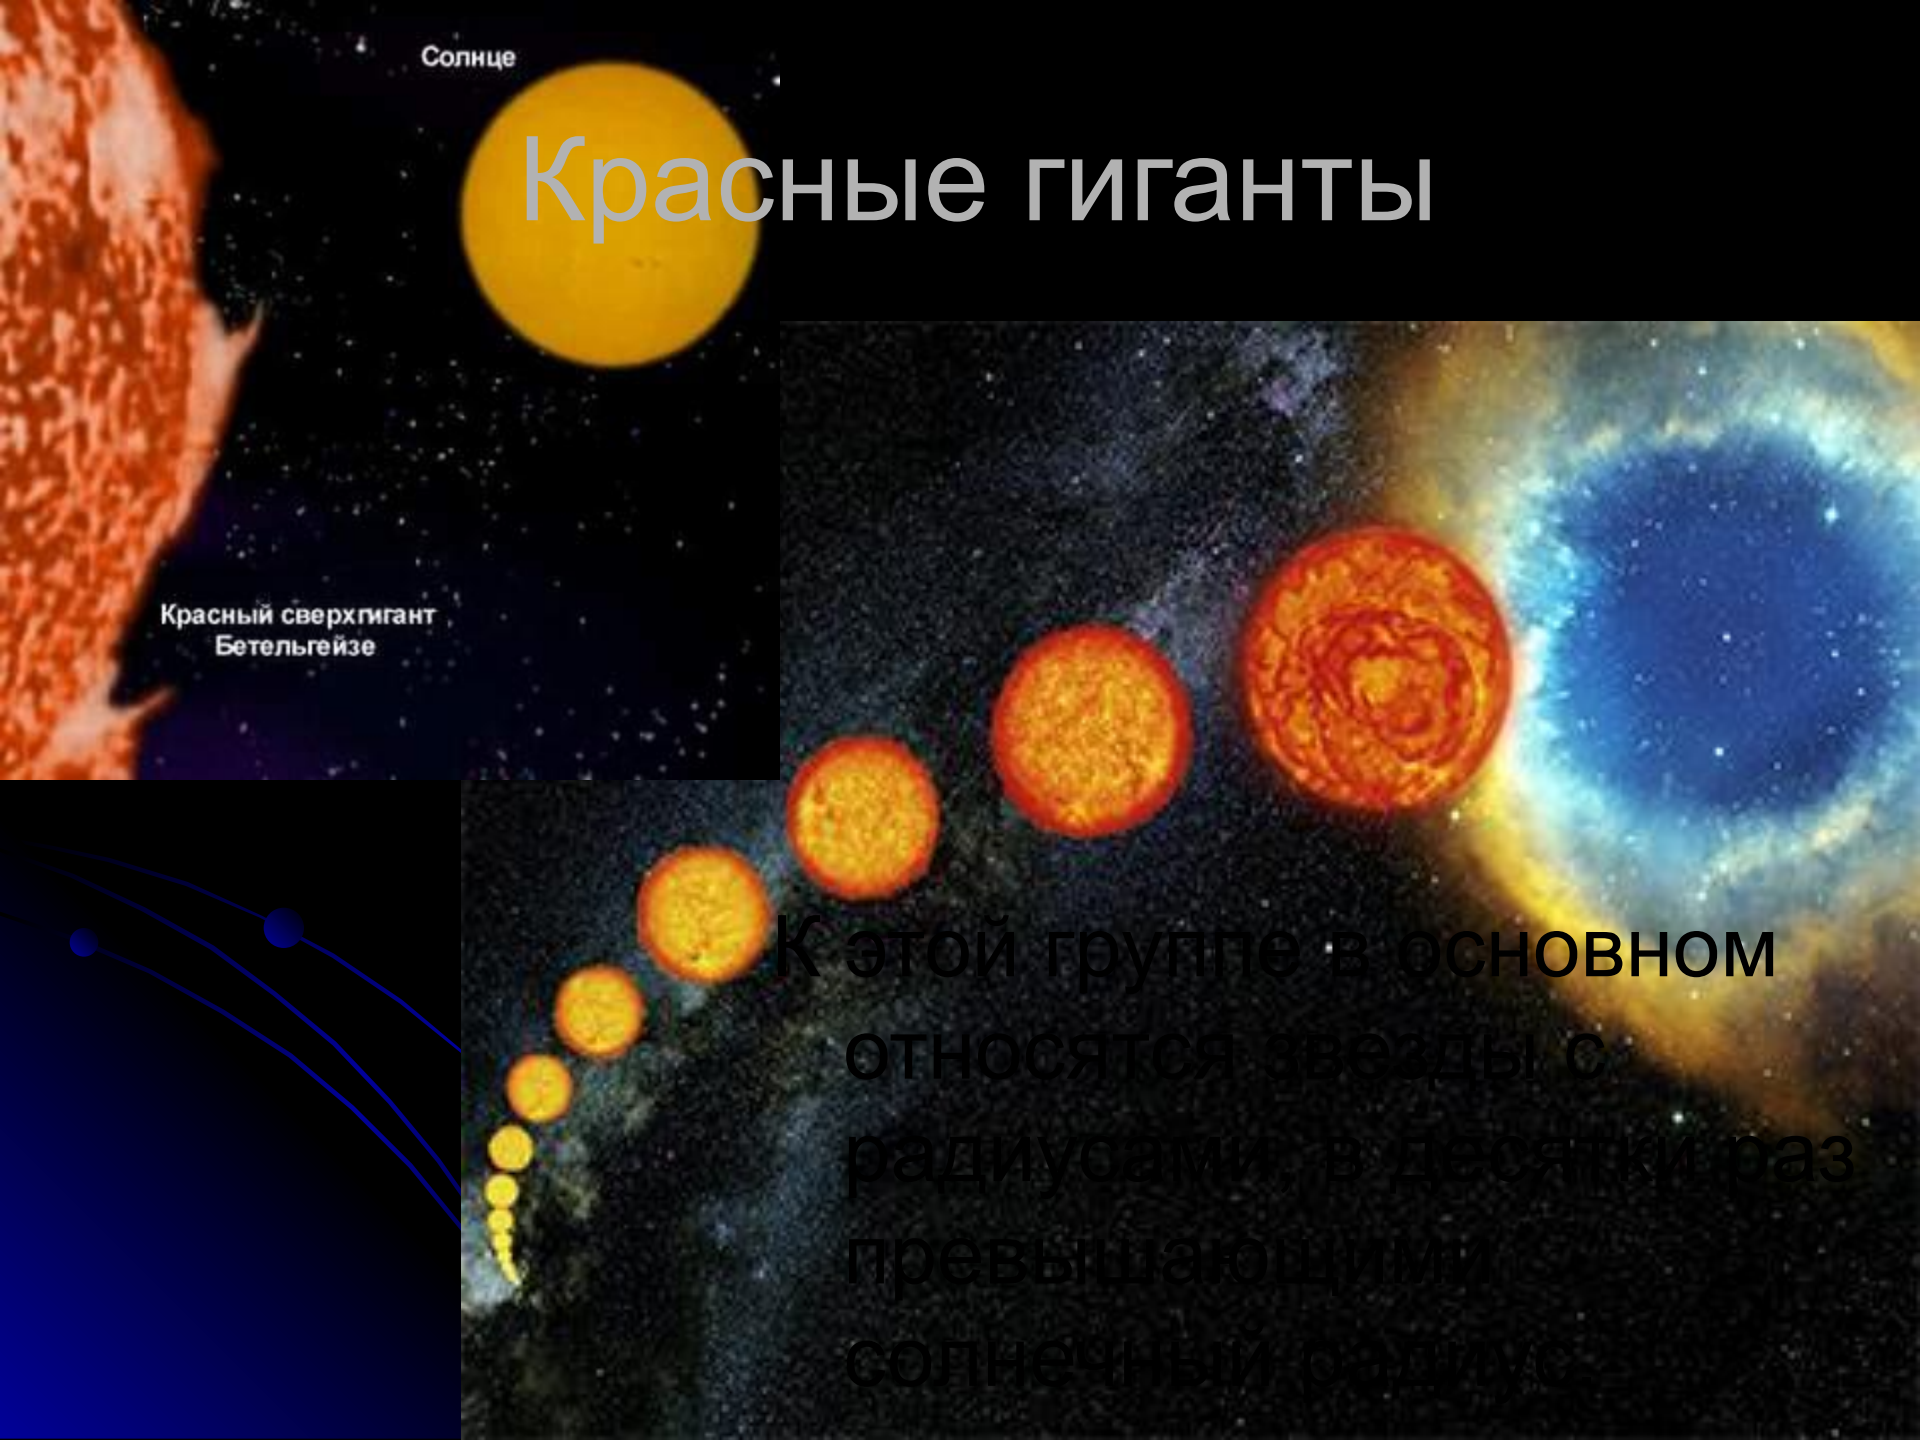 Солнце
Красные гиганты
Красный сверхгигант
Бетельгейзе
К этой группе в основном
относятся звезды с
радиусами, в десятки раз
превышающими
солнечный радиус